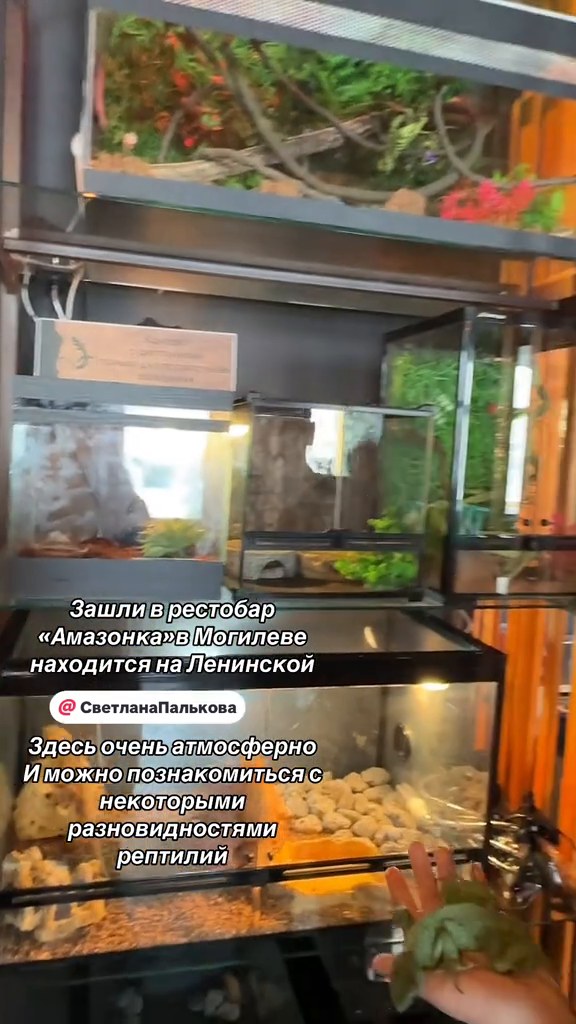 Зашли в рестобар
«Амазонка»в Могилеве
находится на Ленинской
@ СветланаПалькова
Здесь очень атмосферно
И можно познакомиться с
некоторыми
разновидностями
рептилий